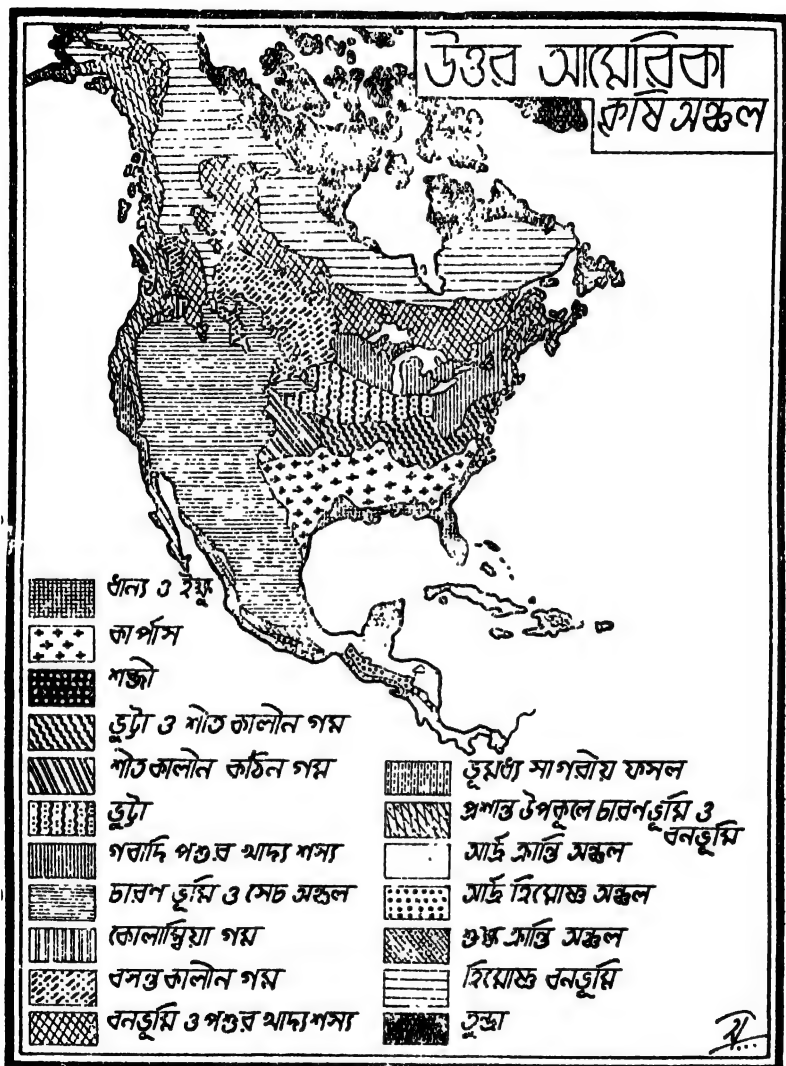 উত্তর আমেরিকা
কৃষি অঞ্চল
ধান্য ও ইক্ষু
কার্পাস
শব্জী
ভুট্টা ও শীতকালীন গম
শীতকালীন কঠিন গম
ভুট্টা
গবাদি পশুর খাদ্য শস্য
চারণ ভূমি ও সেচ অঞ্চল
কোলাম্বিয়া গম
বসন্তকালীন গম
বনভূমি ও পশুর খাদ্যশস্য
ভূমধ্য সাগরীয় ফসল
প্রশান্ত উপকূলে চারণভূমি ও
বনভূমি
আর্দ্র ক্রান্তি অঞ্চল
আর্দ্র হিমোষ্ণ অঞ্চল
শুষ্ক ক্রান্তি অঞ্চল
হিমোষ্ণ বনভূমি
তুন্দ্রা